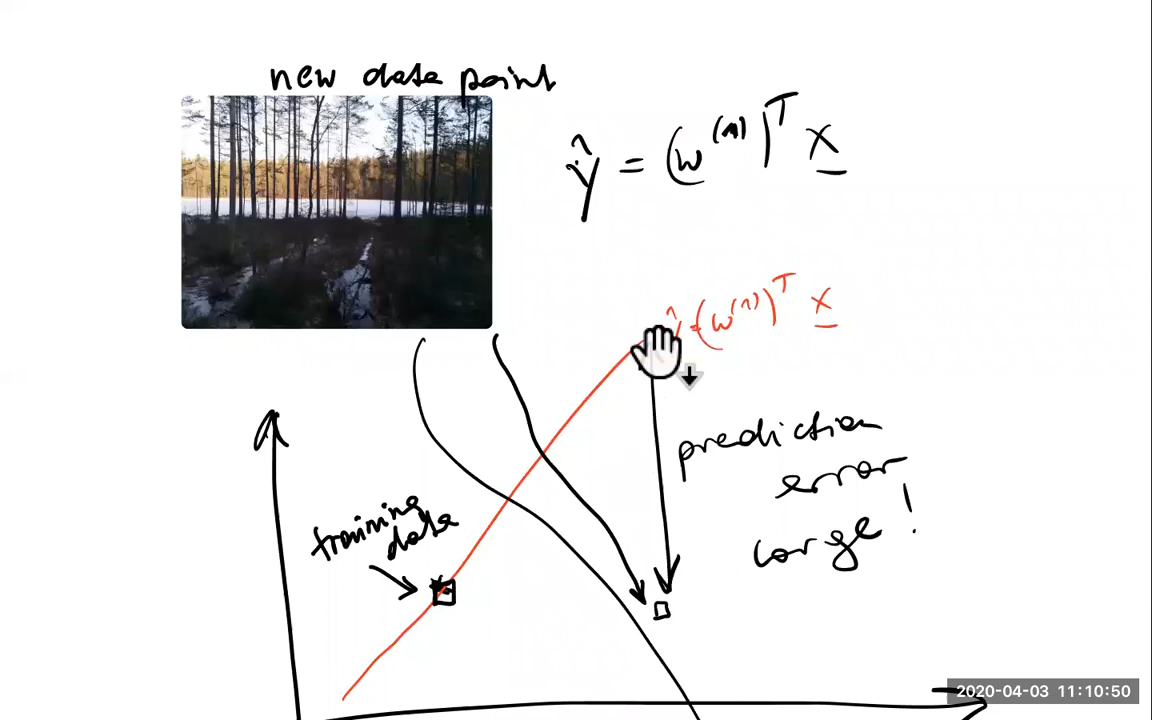 new data point
ŷ = (w⁽¹⁾)ᵀ x
ŷ = (w⁽¹⁾)ᵀ x
prediction
error
large!
training
data
2020-04-03 11:10:50